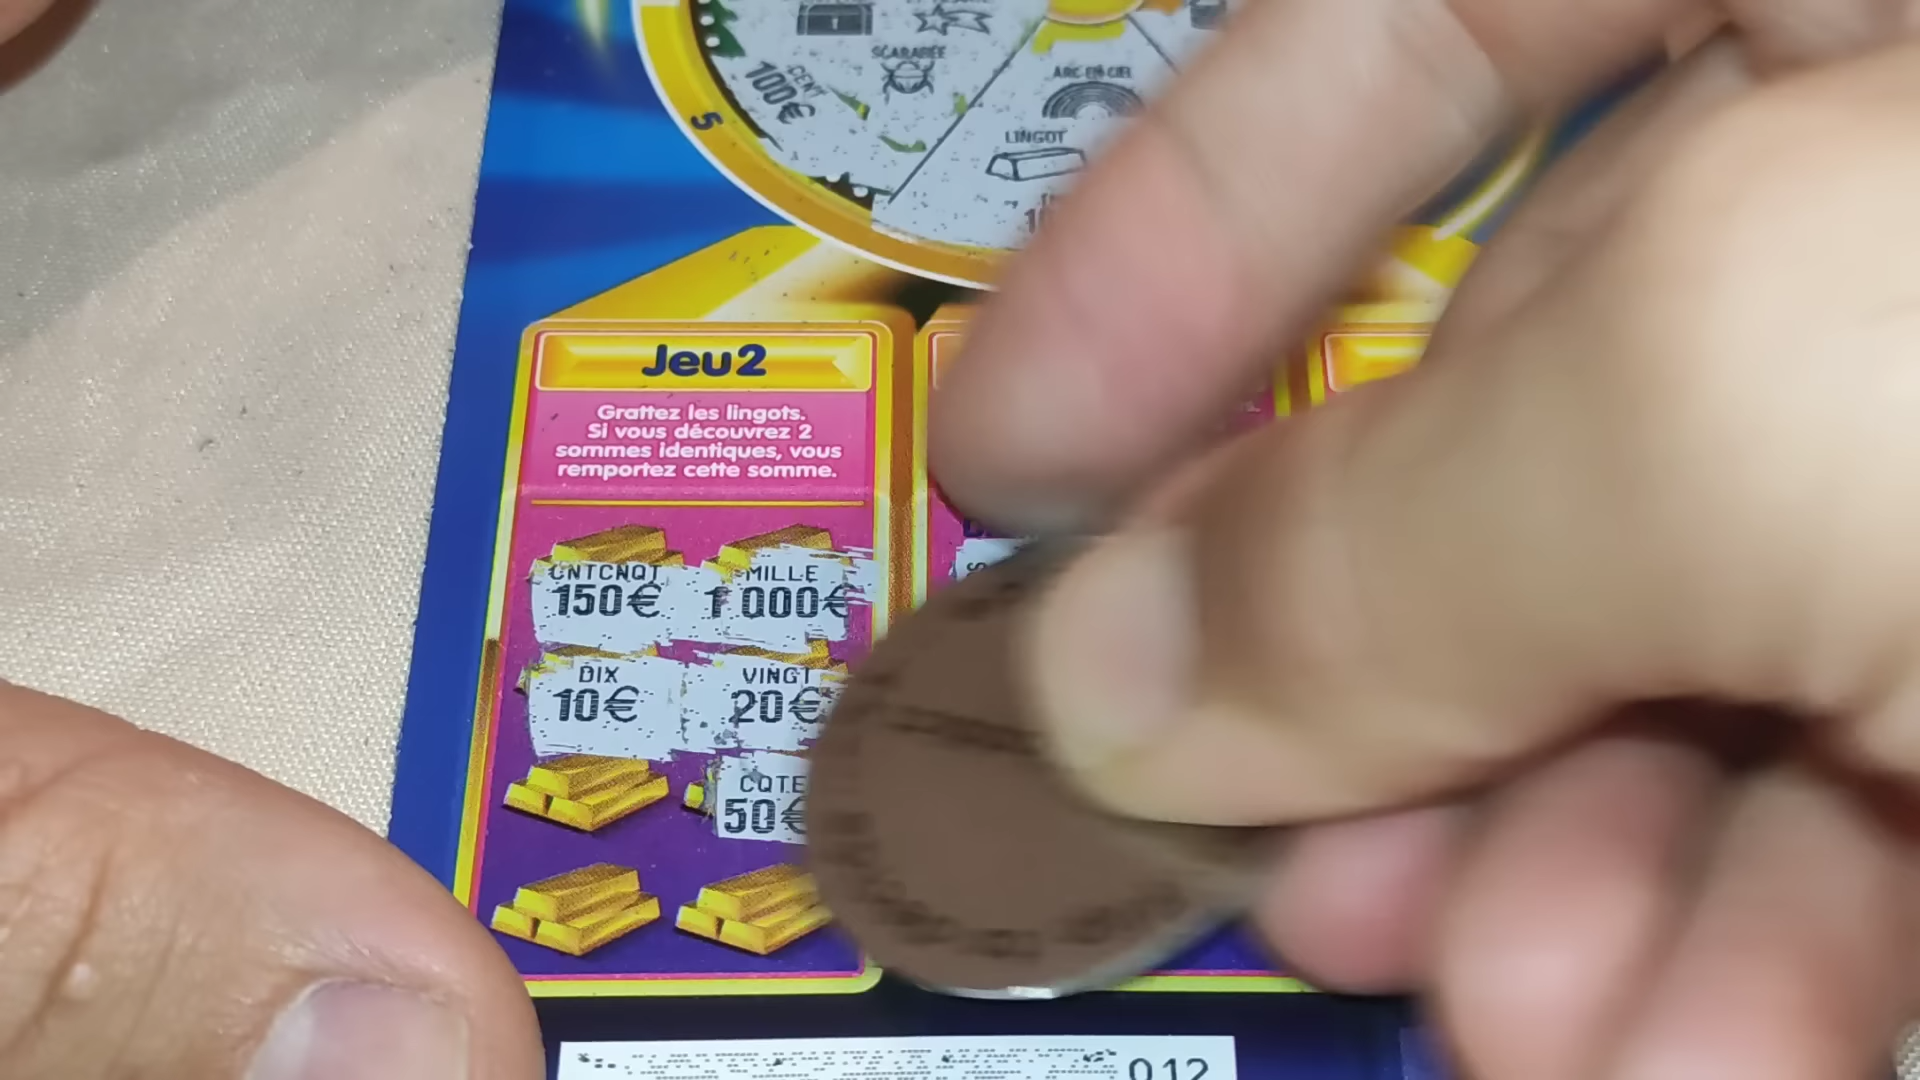 SCARABÉE
CENT
100€
ARC-EN-CIEL
LINGOT
5
Jeu2
Grattez les lingots.
Si vous découvrez 2
sommes identiques, vous
remportez cette somme.
CNTCNQT MILLE
150€ 1 000€
DIX VINGT
10€ 20€
CQTE
50€
012